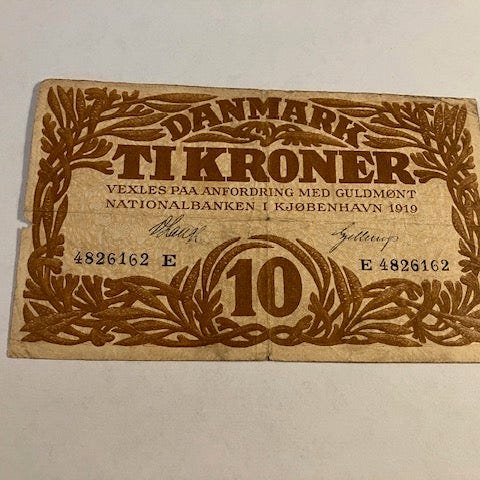 DANMARK
TI KRONER
VEXLES PAA ANFORDRING MED GULDMØNT
NATIONALBANKEN I KJØBENHAVN 1919
4826162 E
E 4826162
10